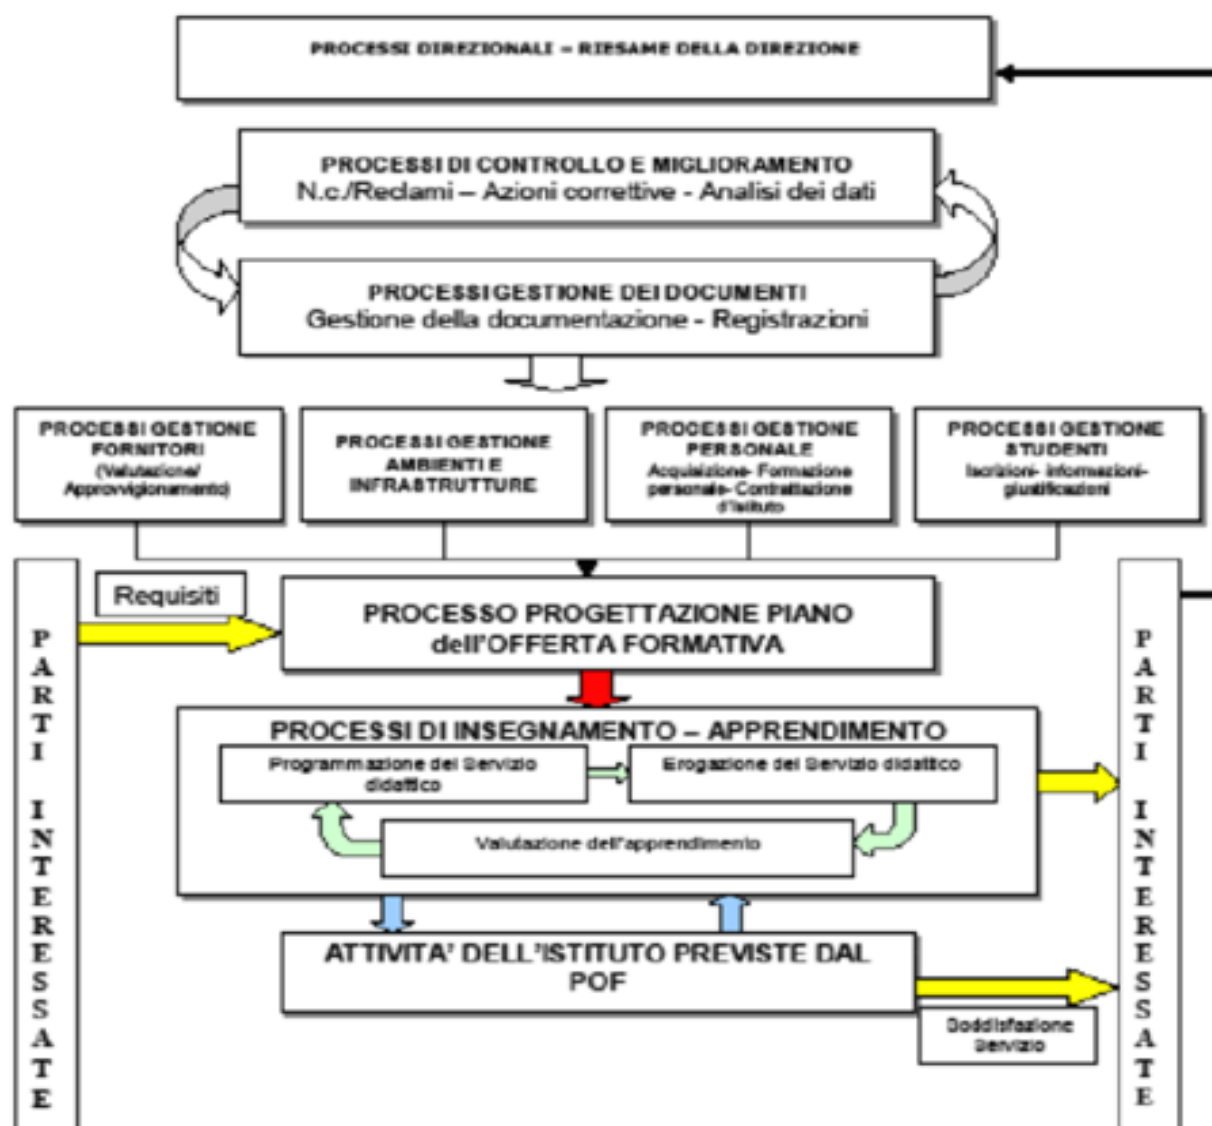 PROCESSI DIREZIONALI – RIESAME DELLA DIREZIONE
PROCESSI DI CONTROLLO E MIGLIORAMENTO
N.c./Reclami – Azioni correttive - Analisi dei dati
PROCESSI GESTIONE DEI DOCUMENTI
Gestione della documentazione - Registrazioni
PROCESSI GESTIONE
FORNITORI
(Valutazione/
Approvvigionamento)
PROCESSI GESTIONE
AMBIENTI E
INFRASTRUTTURE
PROCESSI GESTIONE
PERSONALE
Acquisizione- Formazione
personale- Contrattazione
d'Istituto
PROCESSI GESTIONE
STUDENTI
Iscrizioni- informazioni-
giustificazioni
PARTI INTERESSATE
Requisiti
PROCESSO PROGETTAZIONE PIANO
dell'OFFERTA FORMATIVA
PROCESSI DI INSEGNAMENTO – APPRENDIMENTO
Programmazione del Servizio
didattico
Erogazione del Servizio didattico
Valutazione dell'apprendimento
ATTIVITA' DELL'ISTITUTO PREVISTE DAL
POF
Soddisfazione
Servizio
PARTI INTERESSATE